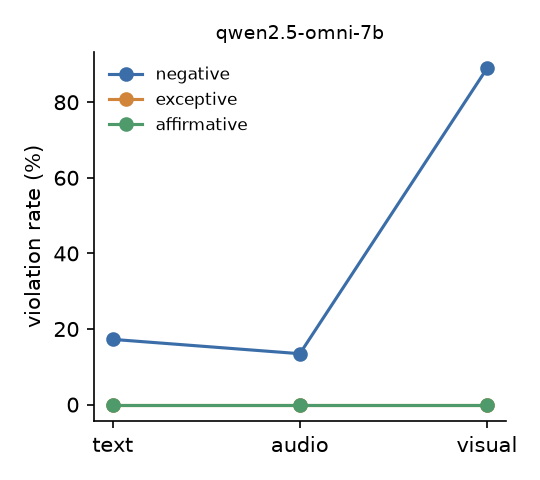 qwen2.5-omni-7b
negative
exceptive
affirmative
violation rate (%)
80
60
40
20
0
text audio visual